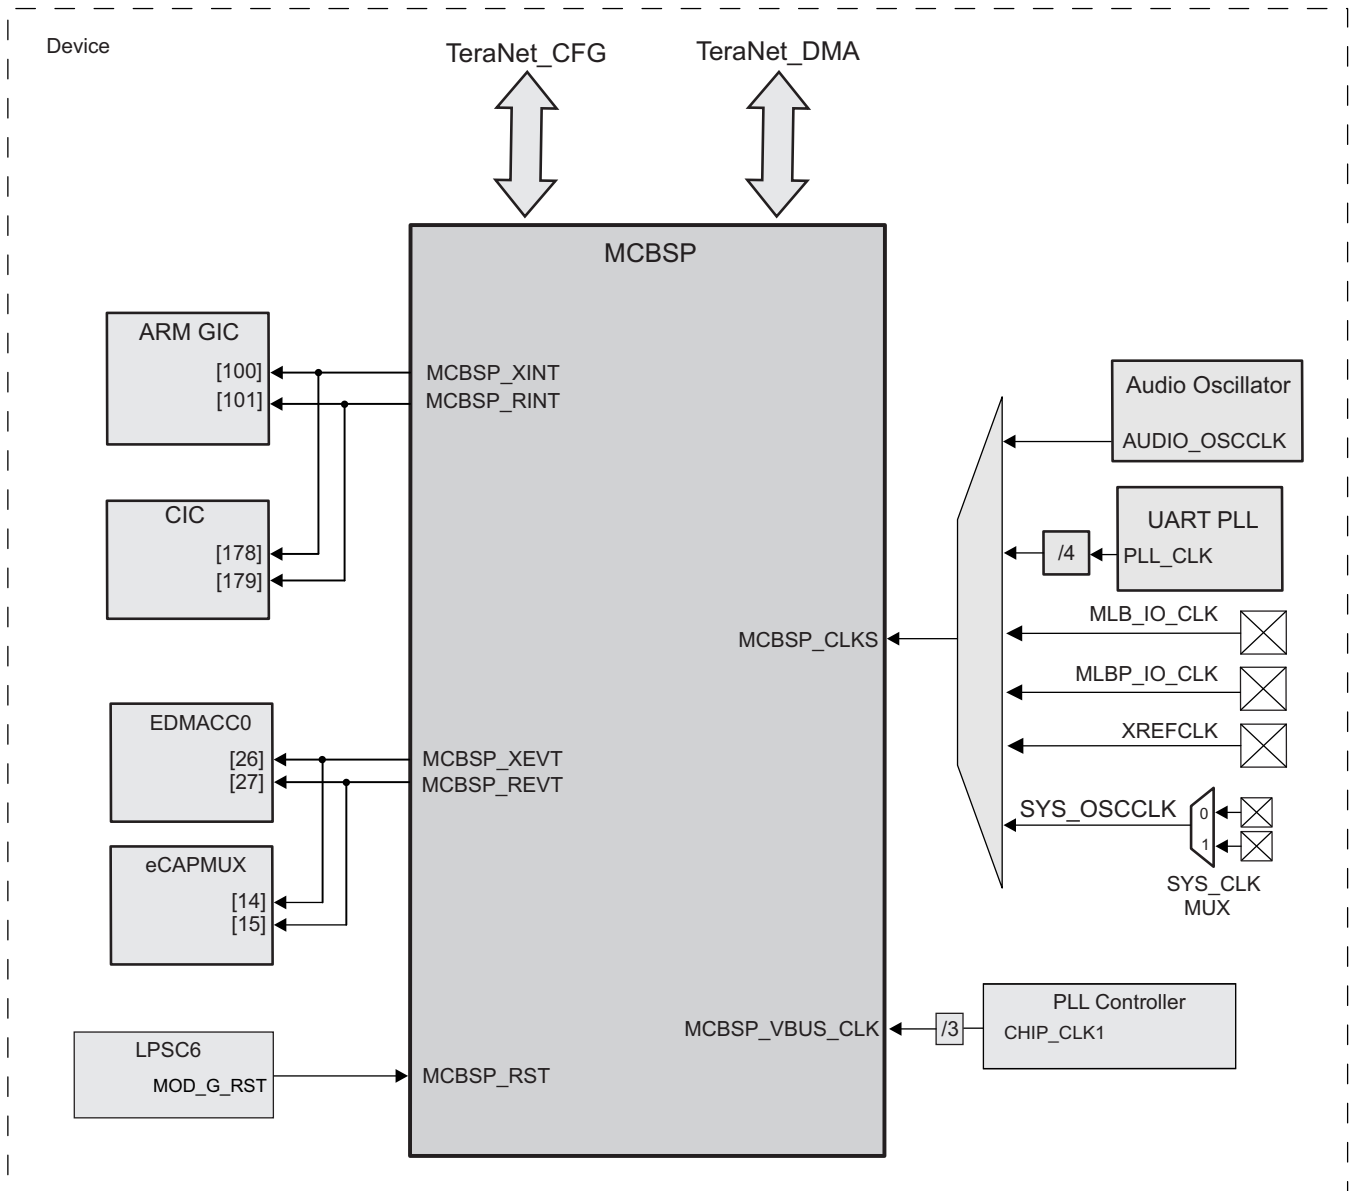 Device
TeraNet_CFG
TeraNet_DMA
MCBSP
ARM GIC
[100]
[101]
MCBSP_XINT
MCBSP_RINT
CIC
[178]
[179]
Audio Oscillator
AUDIO_OSCCLK
UART PLL
/4
PLL_CLK
MLB_IO_CLK
MCBSP_CLKS
MLBP_IO_CLK
XREFCLK
EDMACC0
[26]
[27]
MCBSP_XEVT
MCBSP_REVT
SYS_OSCCLK
0
1
SYS_CLK
MUX
eCAPMUX
[14]
[15]
PLL Controller
MCBSP_VBUS_CLK
/3
CHIP_CLK1
LPSC6
MOD_G_RST
MCBSP_RST